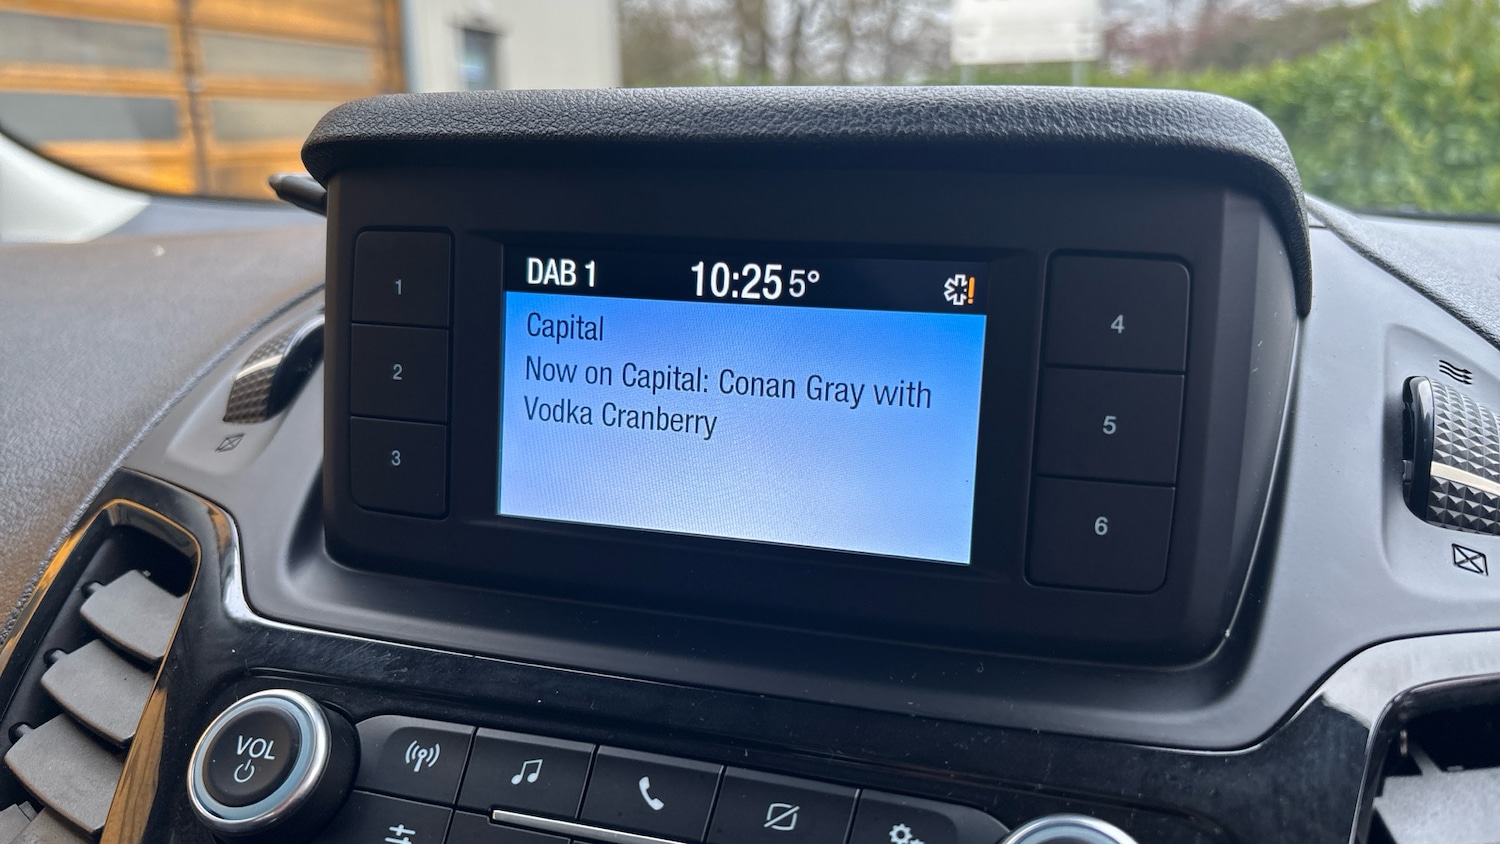 DAB 1 10:25 5°
Capital
Now on Capital: Conan Gray with
Vodka Cranberry
1
2
3
4
5
6
VOL